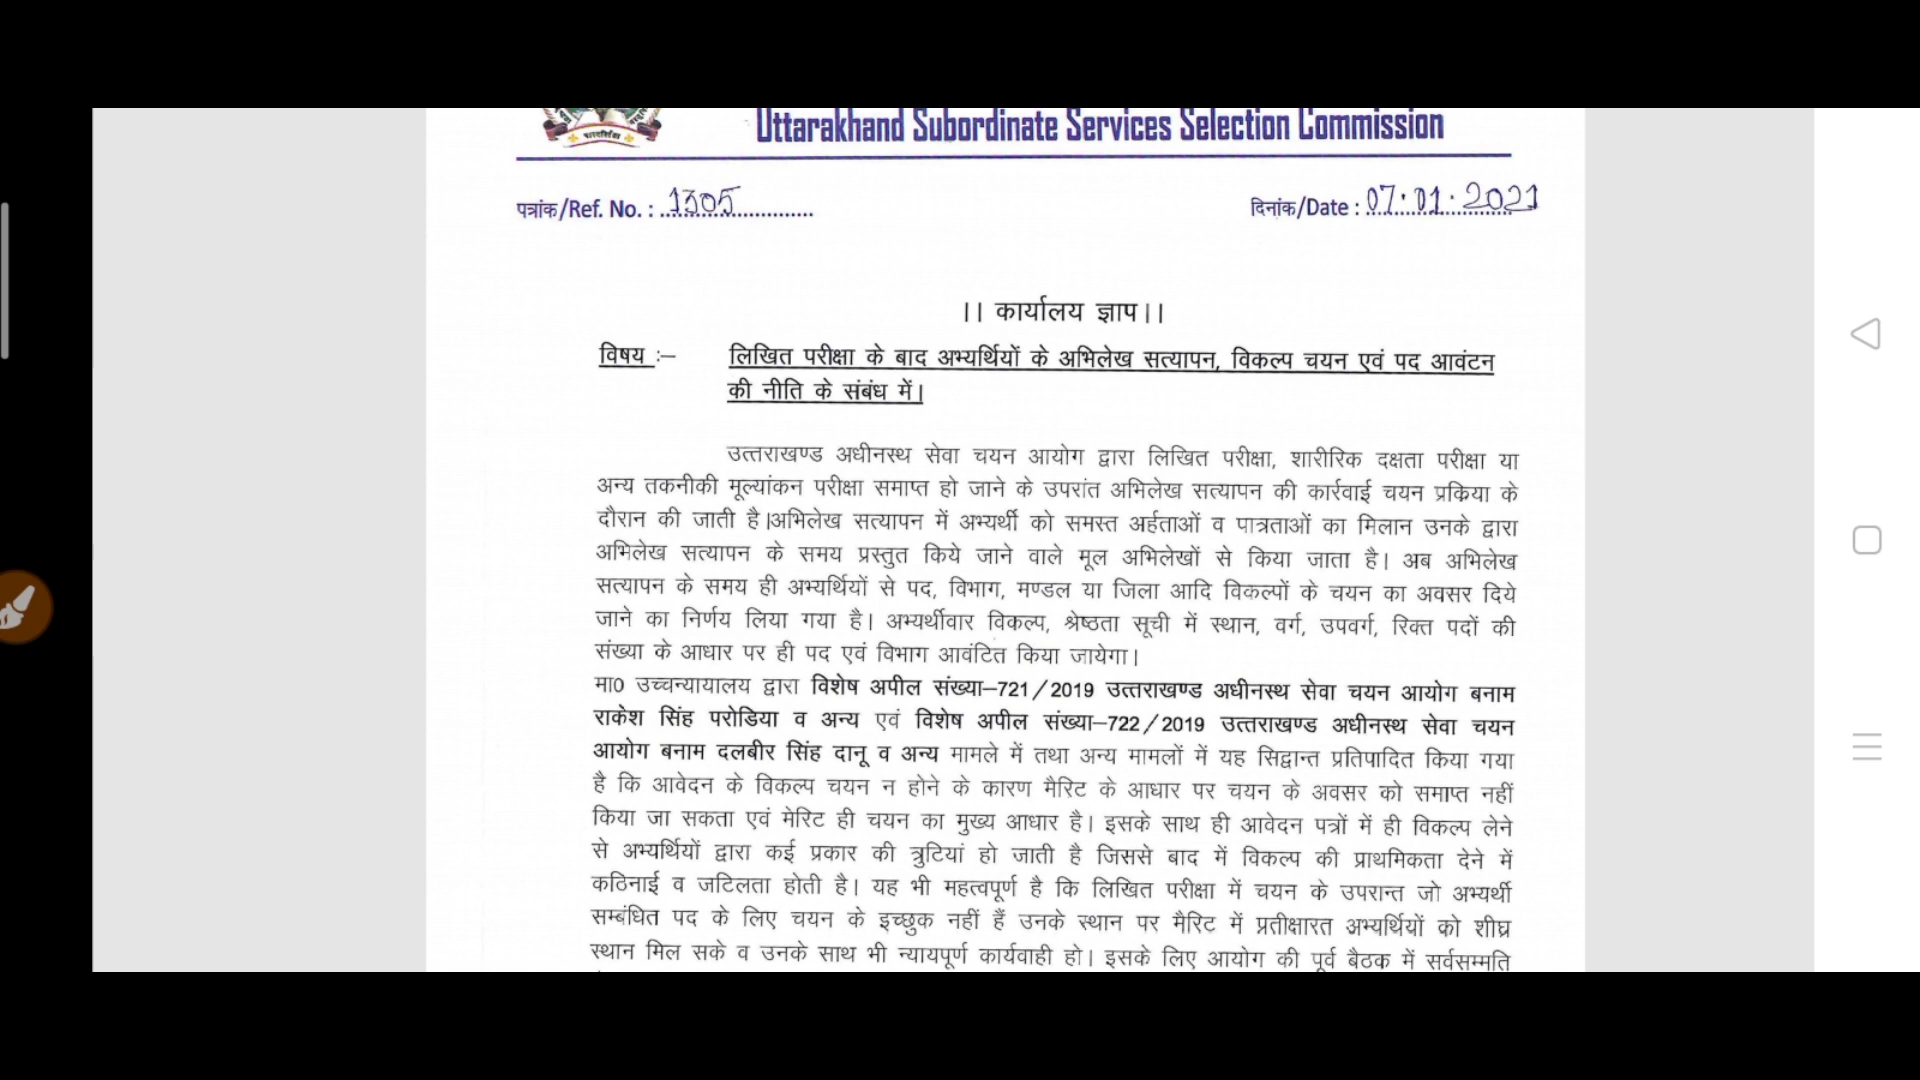 पारदर्शिता
Uttarakhand Subordinate Services Selection Commission
पत्रांक/Ref. No. : 1305 दिनांक/Date : 07.01.2021
।। कार्यालय ज्ञाप।।
विषय :– लिखित परीक्षा के बाद अभ्यर्थियों के अभिलेख सत्यापन, विकल्प चयन एवं पद आवंटन
की नीति के संबंध में।
उत्तराखण्ड अधीनस्थ सेवा चयन आयोग द्वारा लिखित परीक्षा, शारीरिक दक्षता परीक्षा या
अन्य तकनीकी मूल्यांकन परीक्षा समाप्त हो जाने के उपरांत अभिलेख सत्यापन की कार्रवाई चयन प्रक्रिया के
दौरान की जाती है।अभिलेख सत्यापन में अभ्यर्थी को समस्त अर्हताओं व पात्रताओं का मिलान उनके द्वारा
अभिलेख सत्यापन के समय प्रस्तुत किये जाने वाले मूल अभिलेखों से किया जाता है। अब अभिलेख
सत्यापन के समय ही अभ्यर्थियों से पद, विभाग, मण्डल या जिला आदि विकल्पों के चयन का अवसर दिये
जाने का निर्णय लिया गया है। अभ्यर्थीवार विकल्प, श्रेष्ठता सूची में स्थान, वर्ग, उपवर्ग, रिक्त पदों की
संख्या के आधार पर ही पद एवं विभाग आवंटित किया जायेगा।
मा0 उच्चन्यायालय द्वारा विशेष अपील संख्या–721/2019 उत्तराखण्ड अधीनस्थ सेवा चयन आयोग बनाम
राकेश सिंह परोडिया व अन्य एवं विशेष अपील संख्या–722/2019 उत्तराखण्ड अधीनस्थ सेवा चयन
आयोग बनाम दलबीर सिंह दानू व अन्य मामले में तथा अन्य मामलों में यह सिद्वान्त प्रतिपादित किया गया
है कि आवेदन के विकल्प चयन न होने के कारण मैरिट के आधार पर चयन के अवसर को समाप्त नहीं
किया जा सकता एवं मेरिट ही चयन का मुख्य आधार है। इसके साथ ही आवेदन पत्रों में ही विकल्प लेने
से अभ्यर्थियों द्वारा कई प्रकार की त्रुटियां हो जाती है जिससे बाद में विकल्प की प्राथमिकता देने में
कठिनाई व जटिलता होती है। यह भी महत्वपूर्ण है कि लिखित परीक्षा में चयन के उपरान्त जो अभ्यर्थी
सम्बंधित पद के लिए चयन के इच्छुक नहीं हैं उनके स्थान पर मैरिट में प्रतीक्षारत अभ्यर्थियों को शीघ्र
स्थान मिल सके व उनके साथ भी न्यायपूर्ण कार्यवाही हो। इसके लिए आयोग की पूर्व बैठक में सर्वसम्मति